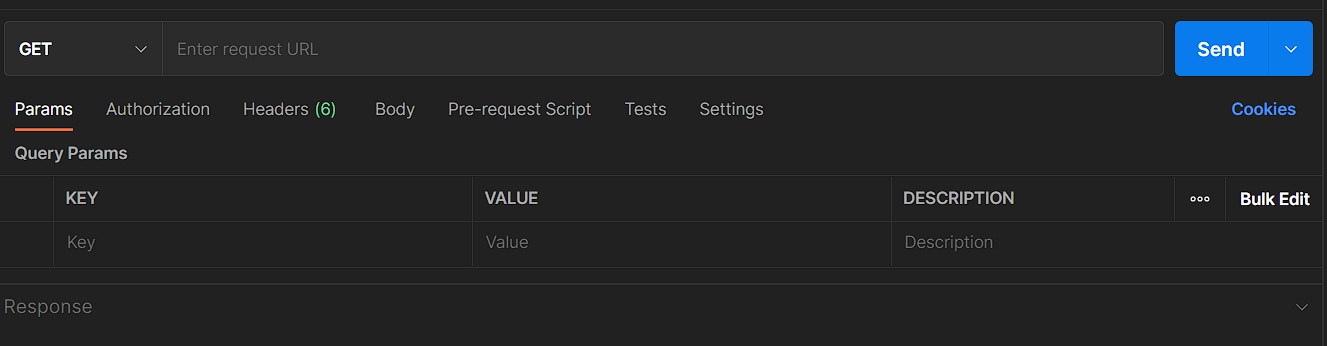 GET Enter request URL Send
Params Authorization Headers (6) Body Pre-request Script Tests Settings Cookies
Query Params
KEY VALUE DESCRIPTION ooo Bulk Edit
Key Value Description
Response